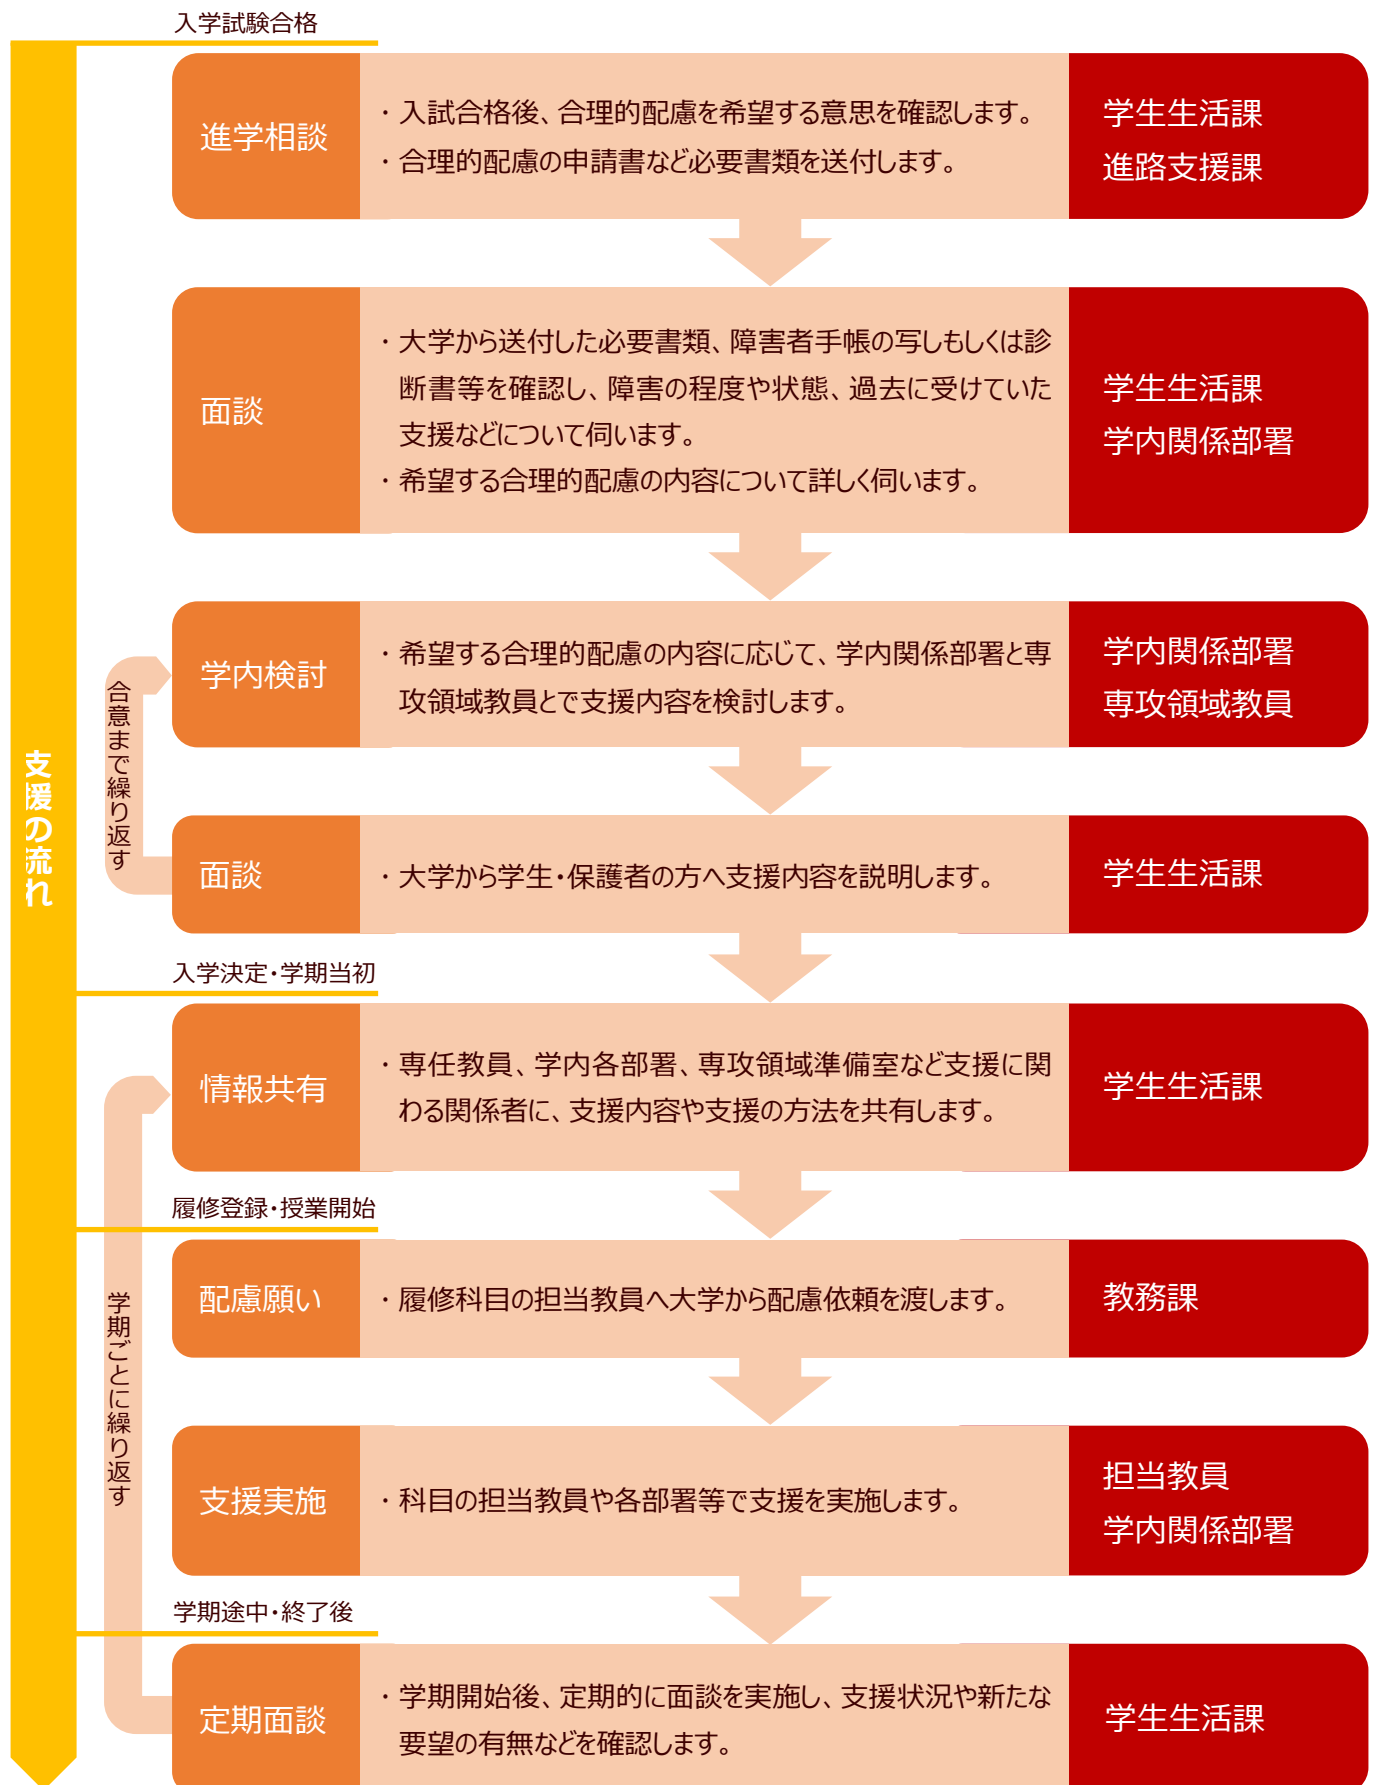 入学試験合格
進学相談
・入試合格後、合理的配慮を希望する意思を確認します。
・合理的配慮の申請書など必要書類を送付します。
学生生活課
進路支援課
面談
・大学から送付した必要書類、障害者手帳の写しもしくは診
断書等を確認し、障害の程度や状態、過去に受けていた
支援などについて伺います。
・希望する合理的配慮の内容について詳しく伺います。
学生生活課
学内関係部署
学内検討
・希望する合理的配慮の内容に応じて、学内関係部署と専
攻領域教員とで支援内容を検討します。
学内関係部署
専攻領域教員
合意まで繰り返す
面談
・大学から学生・保護者の方へ支援内容を説明します。
学生生活課
支援の流れ
入学決定・学期当初
情報共有
・専任教員、学内各部署、専攻領域準備室など支援に関
わる関係者に、支援内容や支援の方法を共有します。
学生生活課
履修登録・授業開始
配慮願い
・履修科目の担当教員へ大学から配慮依頼を渡します。
教務課
学期ごとに繰り返す
支援実施
・科目の担当教員や各部署等で支援を実施します。
担当教員
学内関係部署
学期途中・終了後
定期面談
・学期開始後、定期的に面談を実施し、支援状況や新たな
要望の有無などを確認します。
学生生活課